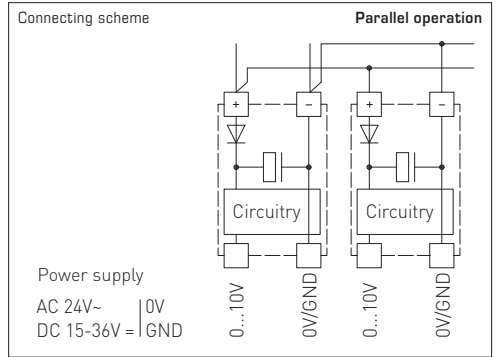 Connecting scheme
Parallel operation
+ − + −
Circuitry
Circuitry
Power supply
AC 24V~ | 0V
DC 15-36V = | GND
0...10V
0V/GND
0...10V
0V/GND